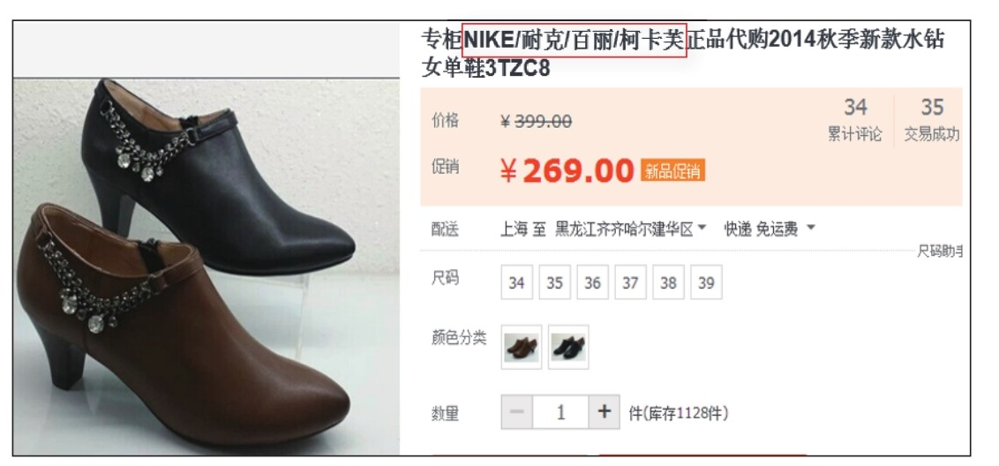 专柜NIKE/耐克/百丽/柯卡芙正品代购2014秋季新款水钻
女单鞋3TZC8
价格 ¥399.00
34 累计评论
35 交易成功
促销 ¥269.00 新品促销
配送 上海 至 黑龙江齐齐哈尔建华区 快递 免运费
尺码助手
尺码 34 35 36 37 38 39
颜色分类
数量 − 1 + 件(库存1128件)